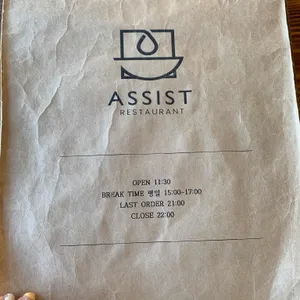 ASSIST
RESTAURANT
OPEN 11:30
BREAK TIME 평일 15:00-17:00
LAST ORDER 21:00
CLOSE 22:00